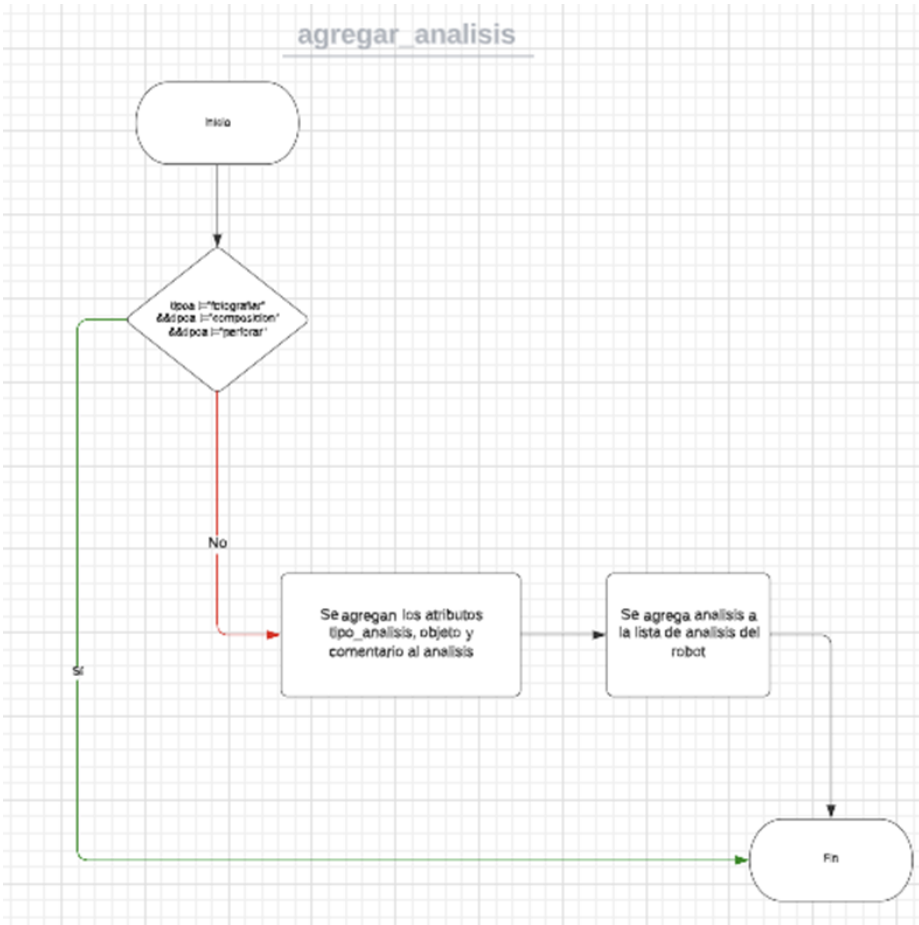 agregar_analisis
Inicio
tipoa !="fotografiar"
&&tipoa !="composicion"
&&tipoa !="perforar"
No
Se agregan los atributos
tipo_analisis, objeto y
comentario al analisis
Se agrega analisis a
la lista de analisis del
robot
Sí
Fin